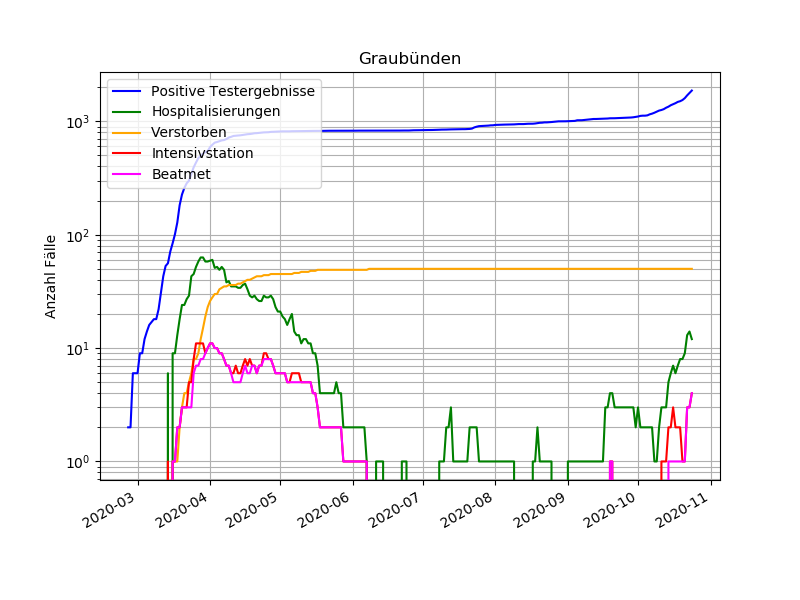 Graubünden
Positive Testergebnisse
Hospitalisierungen
Verstorben
Intensivstation
Beatmet
Anzahl Fälle
10³
10²
10¹
10⁰
2020-03
2020-04
2020-05
2020-06
2020-07
2020-08
2020-09
2020-10
2020-11